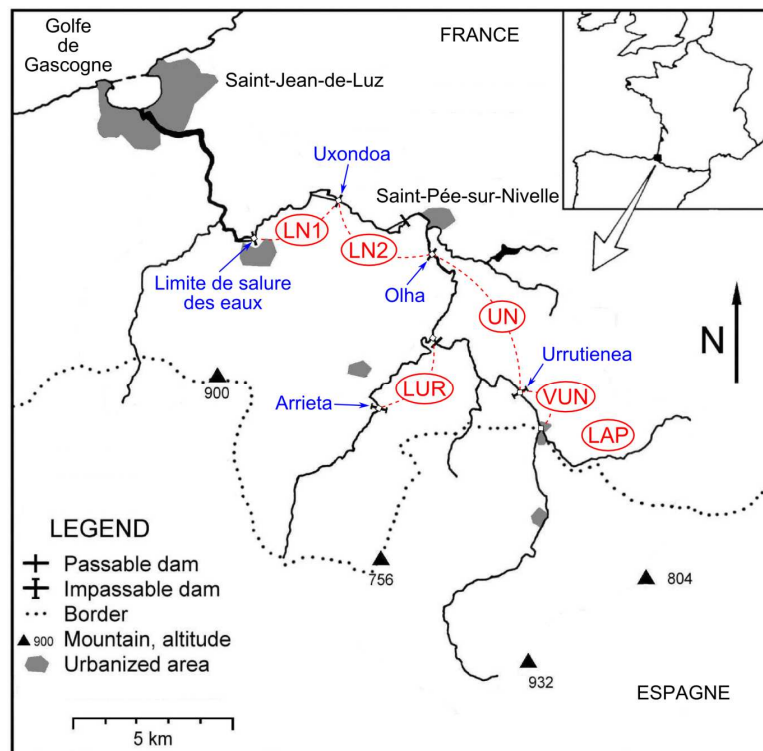 Golfe
de
Gascogne
FRANCE
Saint-Jean-de-Luz
Uxondoa
Saint-Pée-sur-Nivelle
LN1
LN2
Limite de salure
des eaux
Olha
UN
N
Urrutienea
900
LUR
VUN
Arrieta
LAP
LEGEND
Passable dam
Impassable dam
Border
900 Mountain, altitude
Urbanized area
756
804
932
ESPAGNE
5 km